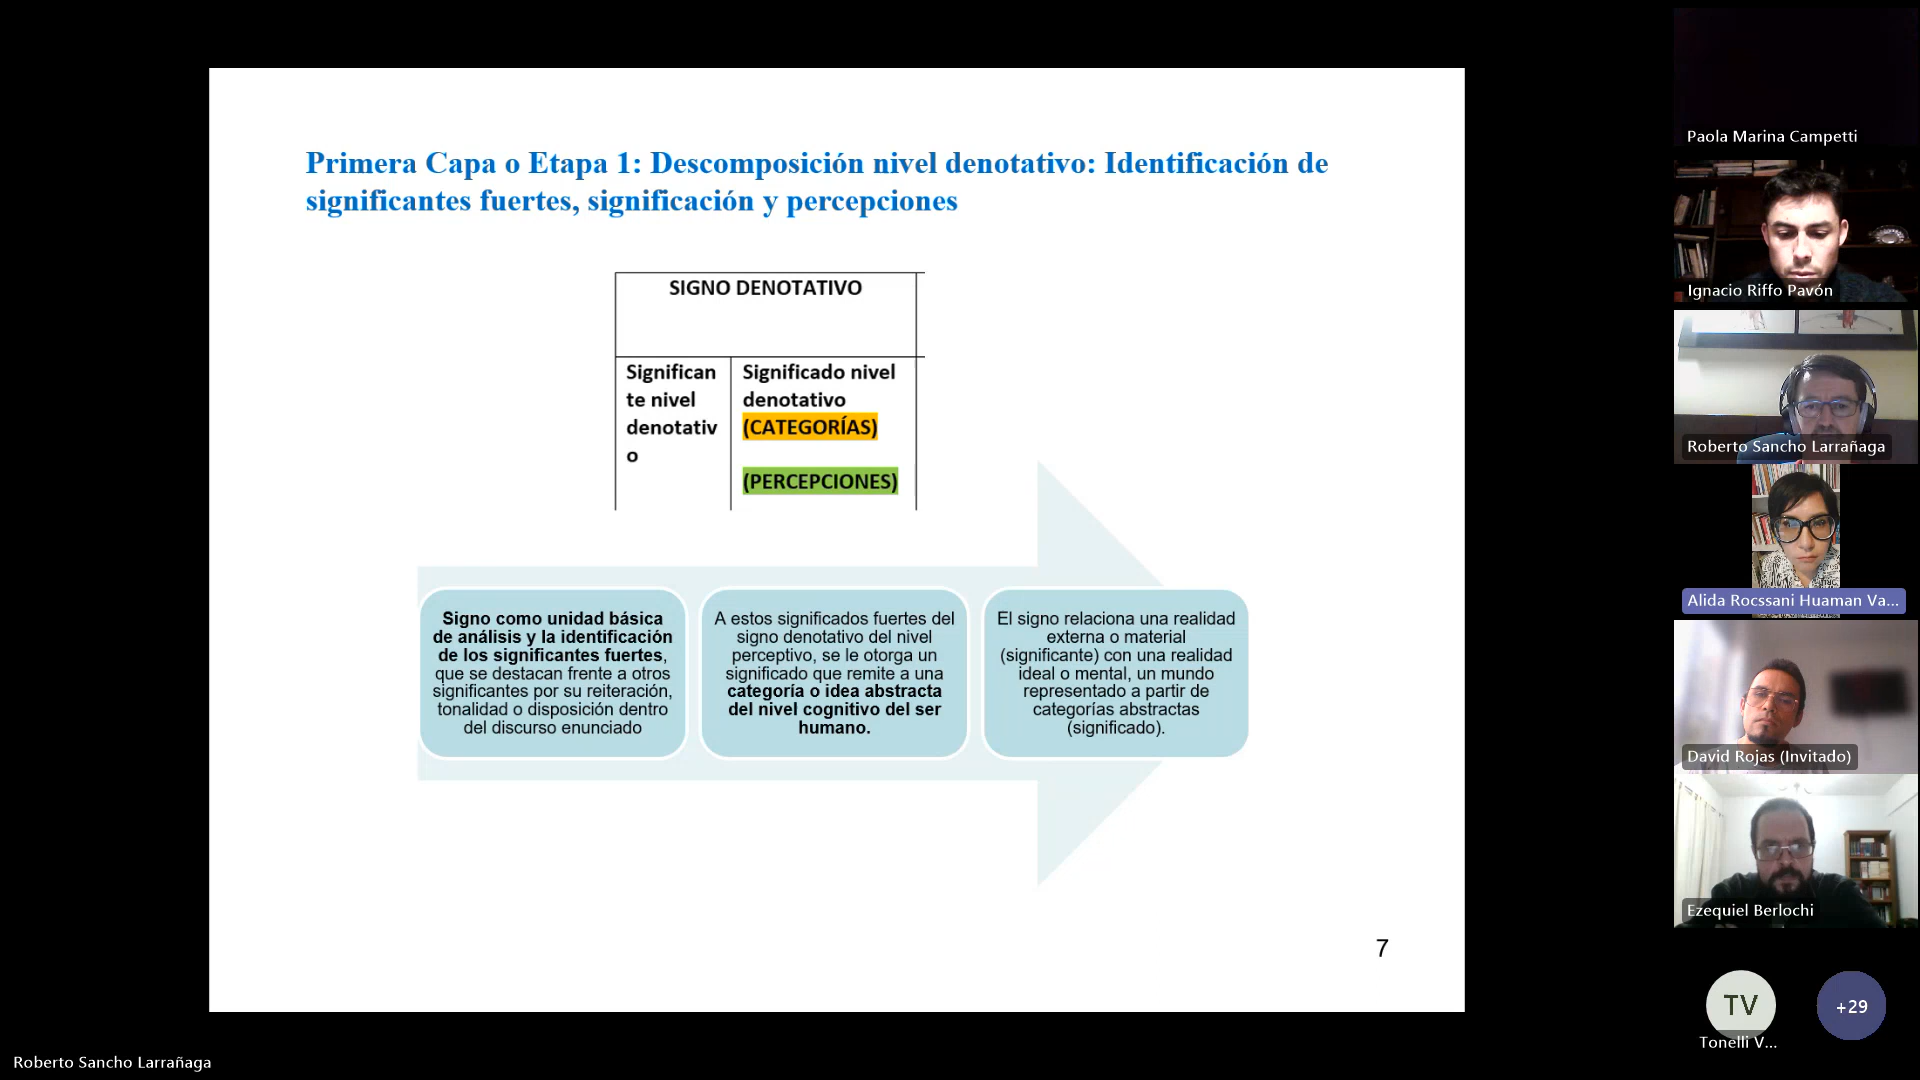 Primera Capa o Etapa 1: Descomposición nivel denotativo: Identificación de
significantes fuertes, significación y percepciones
SIGNO DENOTATIVO
Significan
te nivel
denotativ
o
Significado nivel
denotativo
(CATEGORÍAS)
(PERCEPCIONES)
Signo como unidad básica
de análisis y la identificación
de los significantes fuertes,
que se destacan frente a otros
significantes por su reiteración,
tonalidad o disposición dentro
del discurso enunciado
A estos significados fuertes del
signo denotativo del nivel
perceptivo, se le otorga un
significado que remite a una
categoría o idea abstracta
del nivel cognitivo del ser
humano.
El signo relaciona una realidad
externa o material
(significante) con una realidad
ideal o mental, un mundo
representado a partir de
categorías abstractas
(significado).
7
Roberto Sancho Larrañaga
Paola Marina Campetti
Ignacio Riffo Pavón
Roberto Sancho Larrañaga
Alida Rocssani Huaman Va...
David Rojas (Invitado)
Ezequiel Berlochi
TV
Tonelli V...
+29